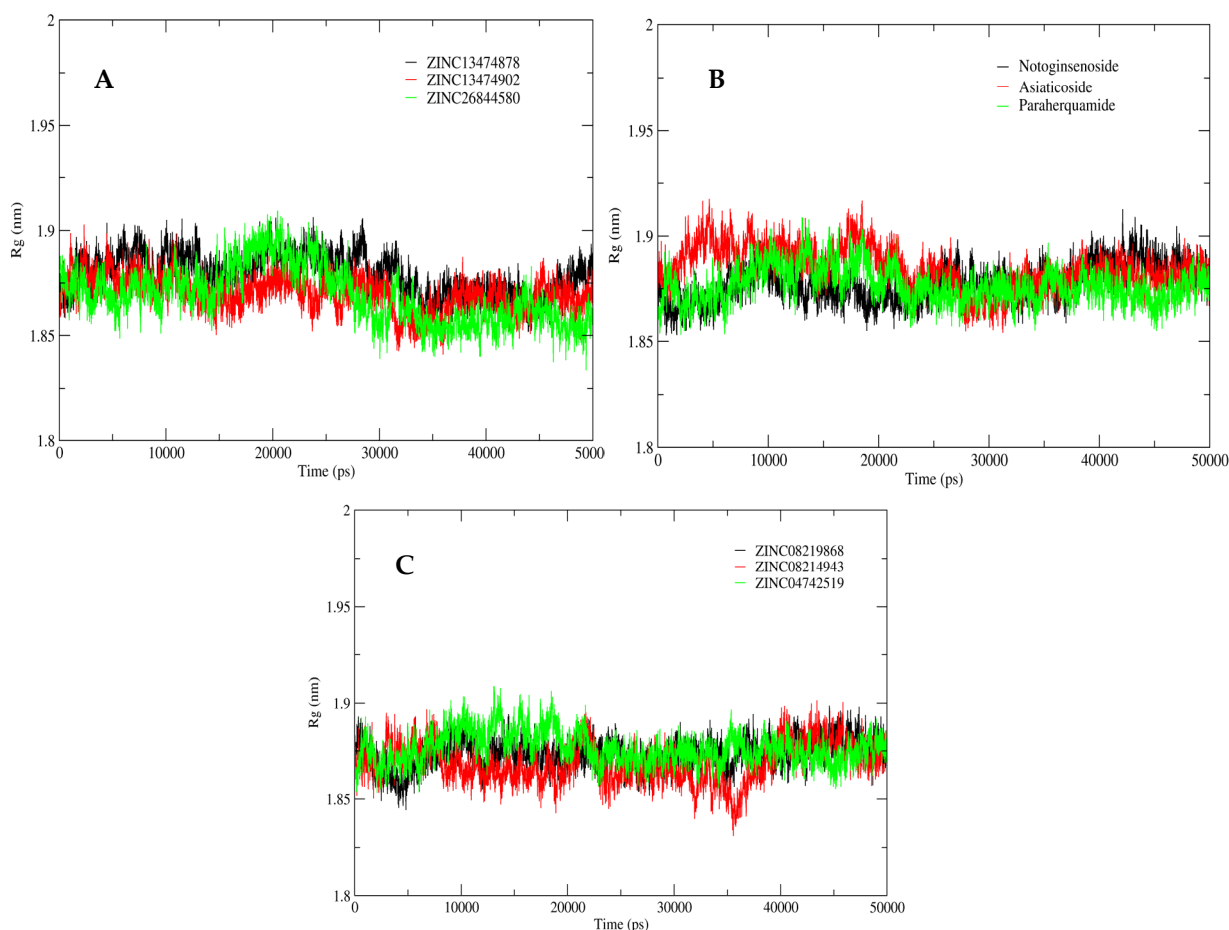 A
ZINC13474878
ZINC13474902
ZINC26844580
Rg (nm)
2
1.95
1.9
1.85
1.8
0 10000 20000 30000 40000 5000
Time (ps)
B
Notoginsenoside
Asiaticoside
Paraherquamide
Rg (nm)
2
1.95
1.9
1.85
1.8
0 10000 20000 30000 40000 50000
Time (ps)
C
ZINC08219868
ZINC08214943
ZINC04742519
Rg (nm)
2
1.95
1.9
1.85
1.8
0 10000 20000 30000 40000 50000
Time (ps)